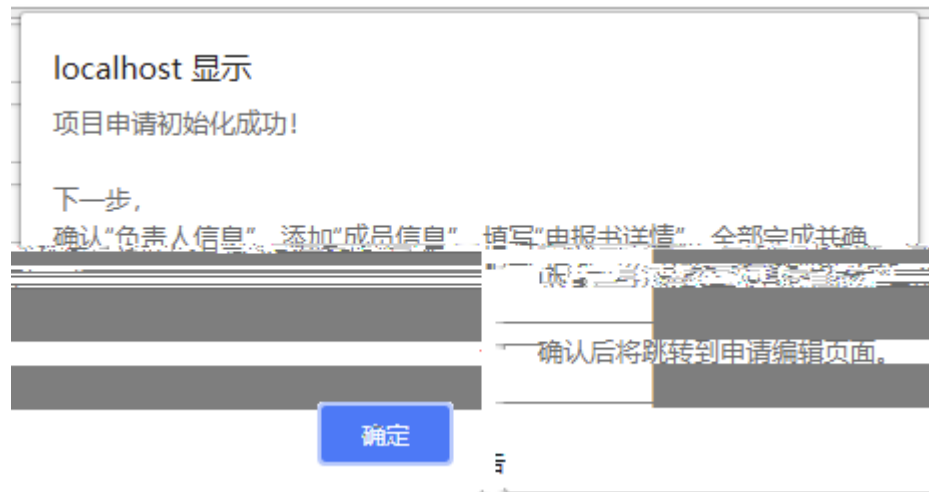 localhost 显示
项目申请初始化成功！
下一步，
确认“负责人信息”，添加“成员信息”，填写“申报书详情”，全部完成并确
确认后将跳转到申请编辑页面。
确定